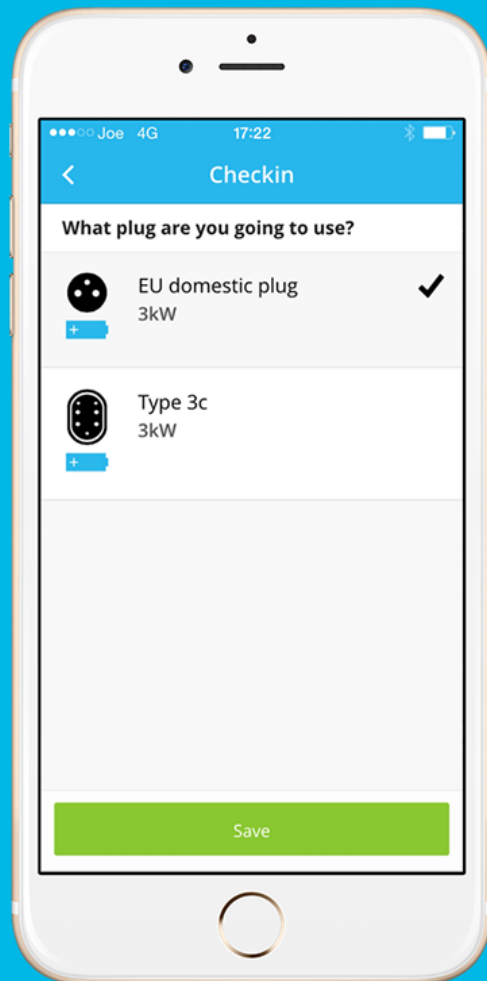 Joe 4G 17:22
Checkin
What plug are you going to use?
EU domestic plug
3kW
Type 3c
3kW
Save